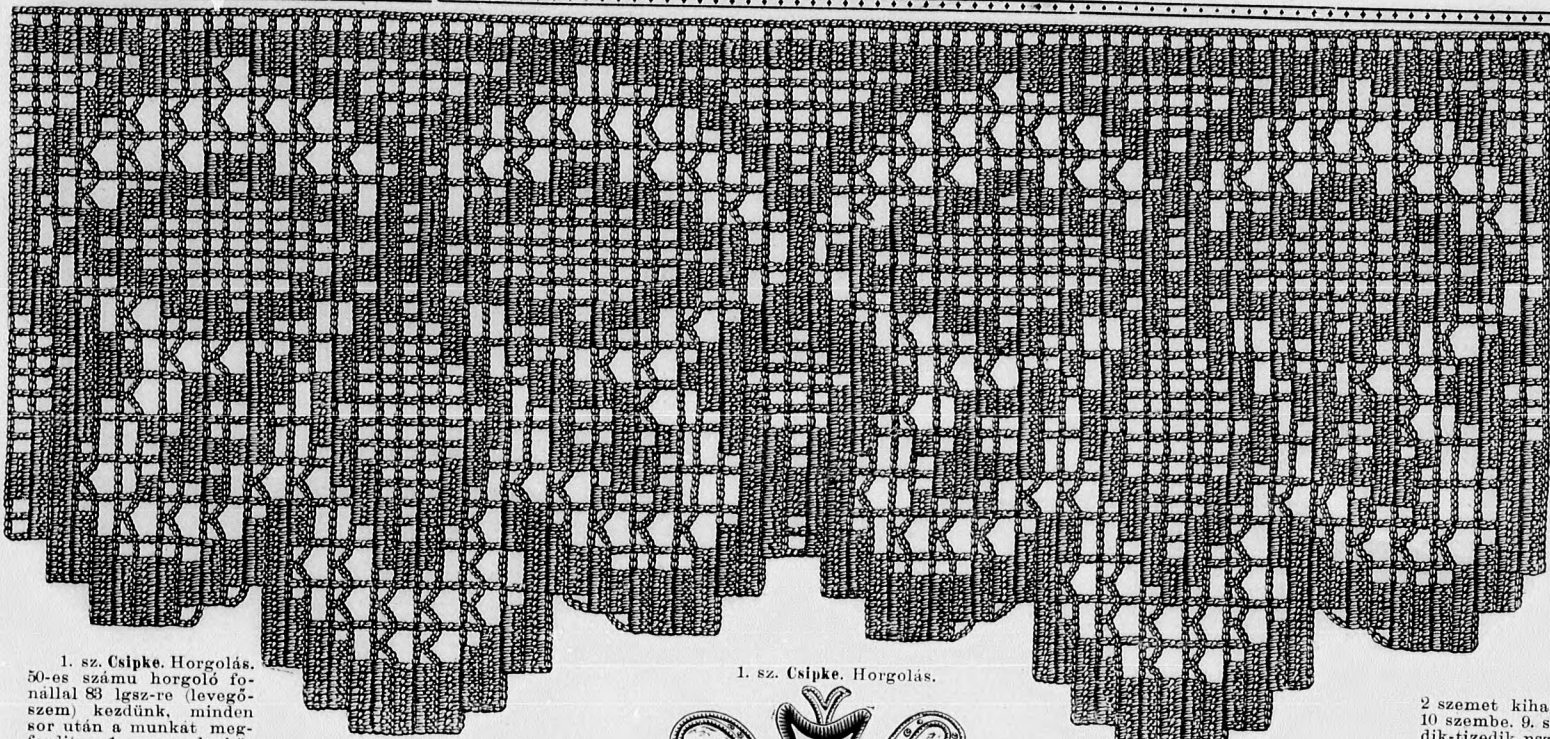 1. sz. Csipke. Horgolás.
50-es számu horgoló fo-
nállal 83 lgsz-re (levegő-
szem) kezdünk, minden
sor után a munkát meg-
1. sz. Csipke. Horgolás.
2 szemet kiha
10 szembe. 9. s